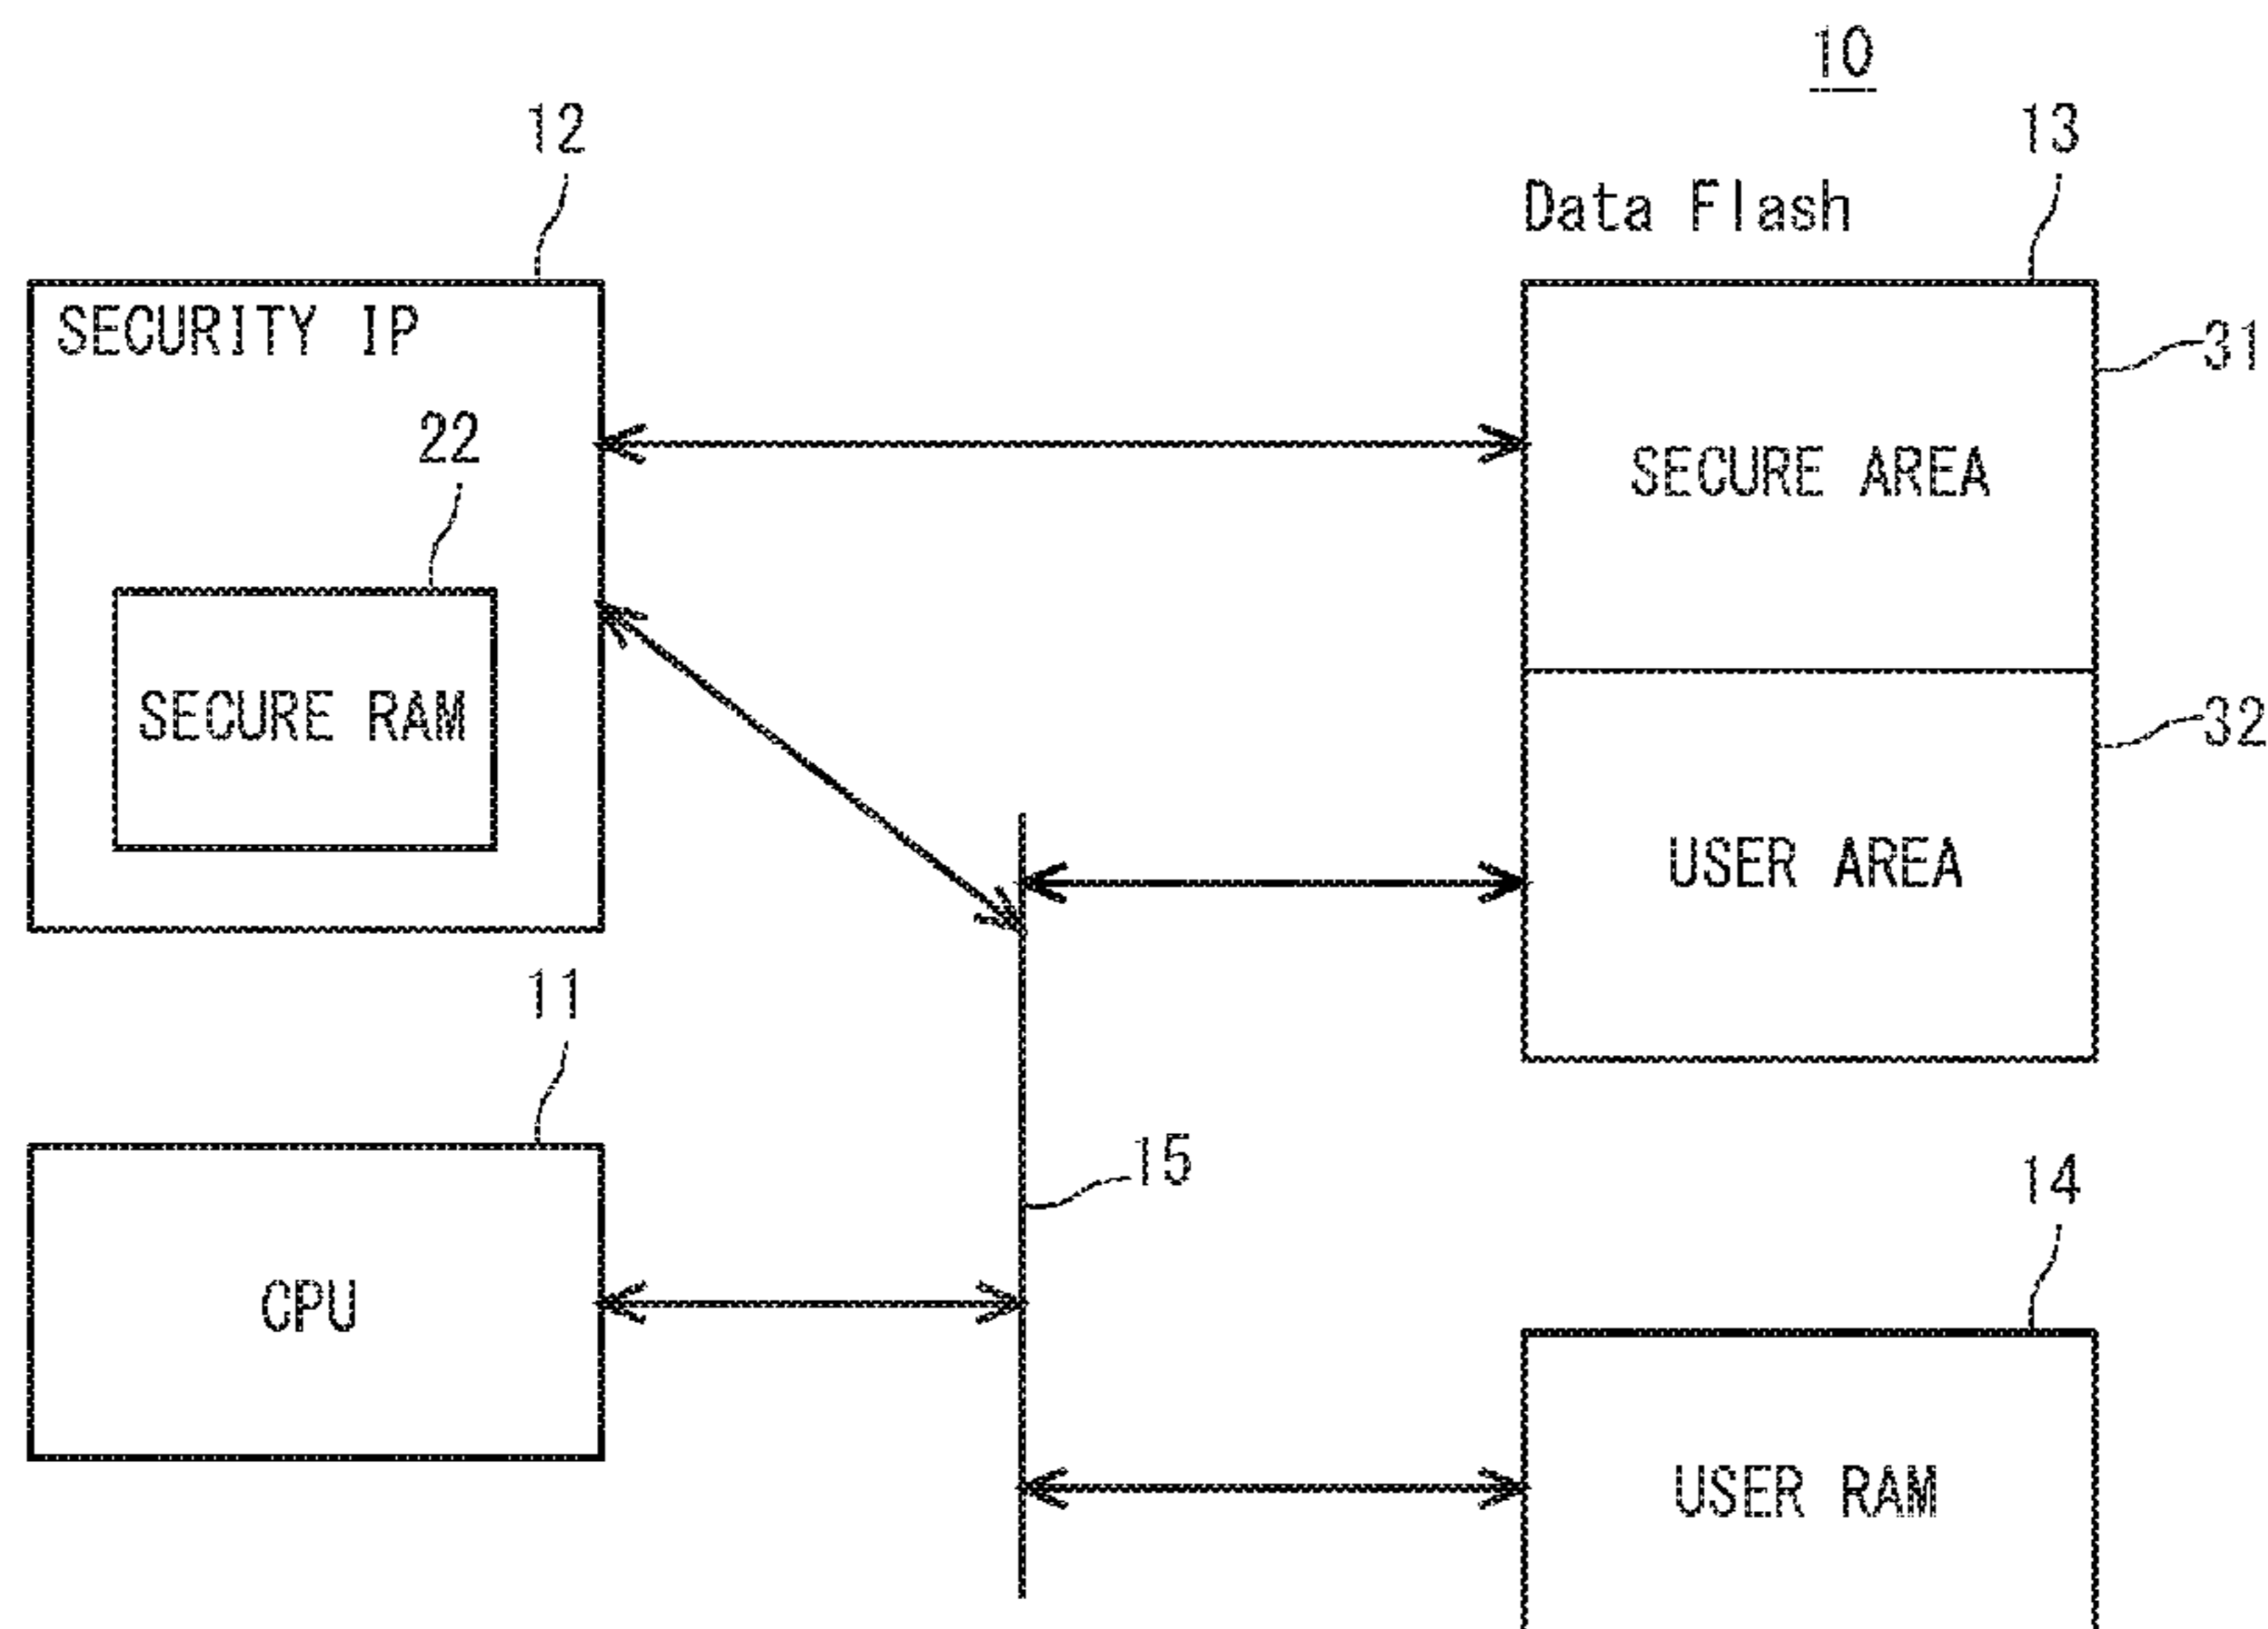 10
12
13
Data Flash
SECURITY IP
31
22
SECURE AREA
SECURE RAM
32
USER AREA
11
15
14
CPU
USER RAM